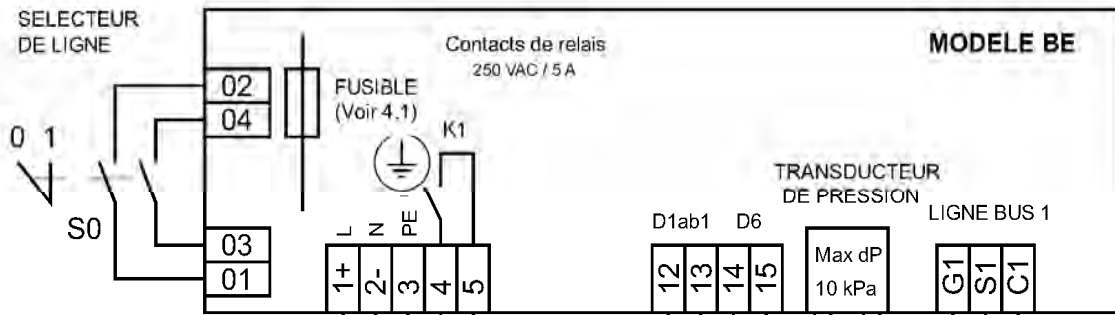 SELECTEUR
DE LIGNE
MODELE BE
Contacts de relais
250 VAC / 5 A
02
04
FUSIBLE
(Voir 4.1)
K1
0 1
S0
03
01
L
N
PE
1+
2-
3
4
5
D1ab1 D6
12
13
14
15
TRANSDUCTEUR
DE PRESSION
Max dP
10 kPa
LIGNE BUS 1
G1
S1
C1